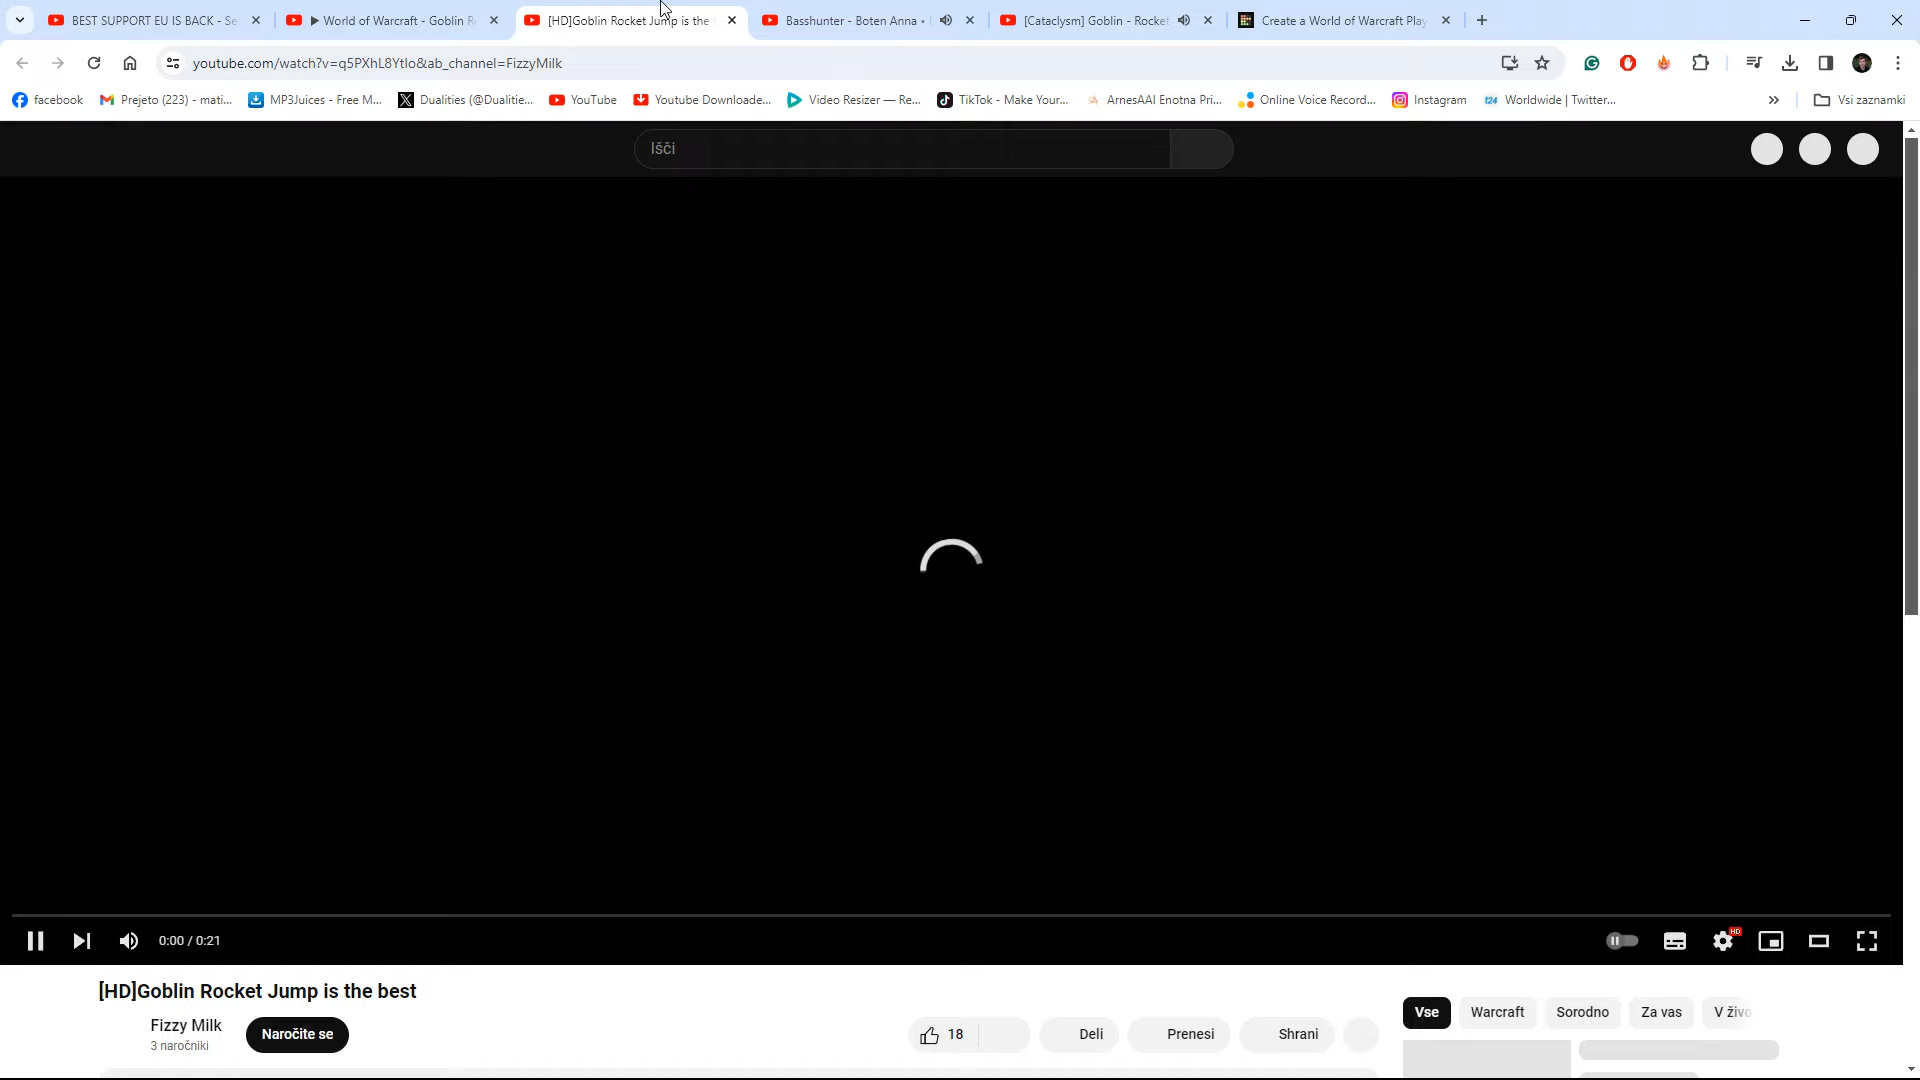 BEST SUPPORT EU IS BACK - Se
▶ World of Warcraft - Goblin R
[HD]Goblin Rocket Jump is the
Basshunter - Boten Anna •
[Cataclysm] Goblin - Rocket
Create a World of Warcraft Play
youtube.com/watch?v=q5PXhL8Ytlo&ab_channel=FizzyMilk
facebook
Prejeto (223) - mati...
MP3Juices - Free M...
Dualities (@Dualitie...
YouTube
Youtube Downloade...
Video Resizer — Re...
TikTok - Make Your...
ArnesAAI Enotna Pri...
Online Voice Record...
Instagram
t24 Worldwide | Twitter...
Vsi zaznamki
Išči
0:00 / 0:21
HD
[HD]Goblin Rocket Jump is the best
Fizzy Milk
3 naročniki
Naročite se
18
Deli
Prenesi
Shrani
Vse
Warcraft
Sorodno
Za vas
V živo